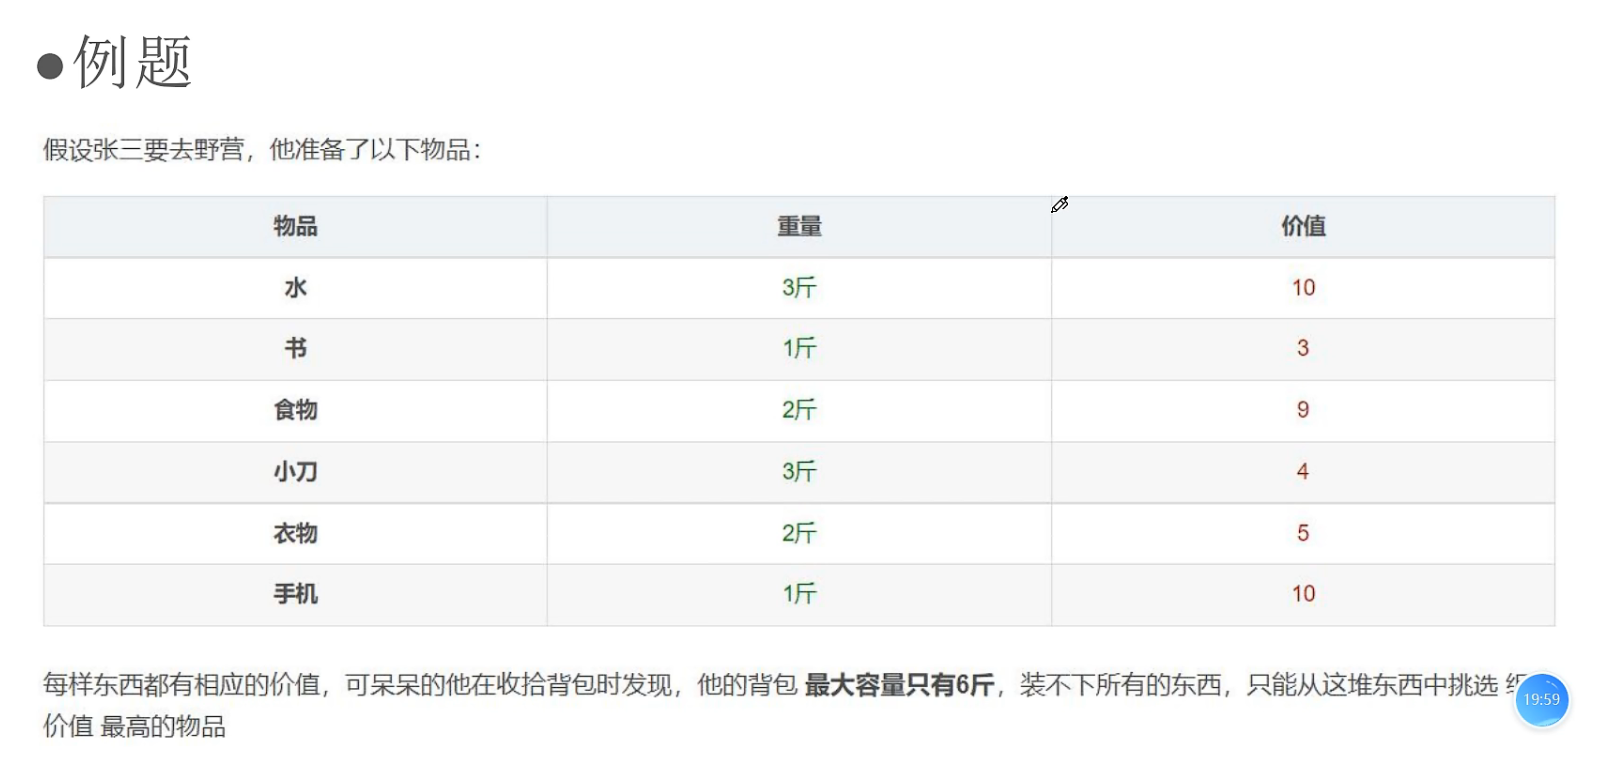 ●例题
假设张三要去野营，他准备了以下物品：
物品 重量 价值
水 3斤 10
书 1斤 3
食物 2斤 9
小刀 3斤 4
衣物 2斤 5
手机 1斤 10
每样东西都有相应的价值，可呆呆的他在收拾背包时发现，他的背包 最大容量只有6斤，装不下所有的东西，只能从这堆东西中挑选
价值 最高的物品
19:59